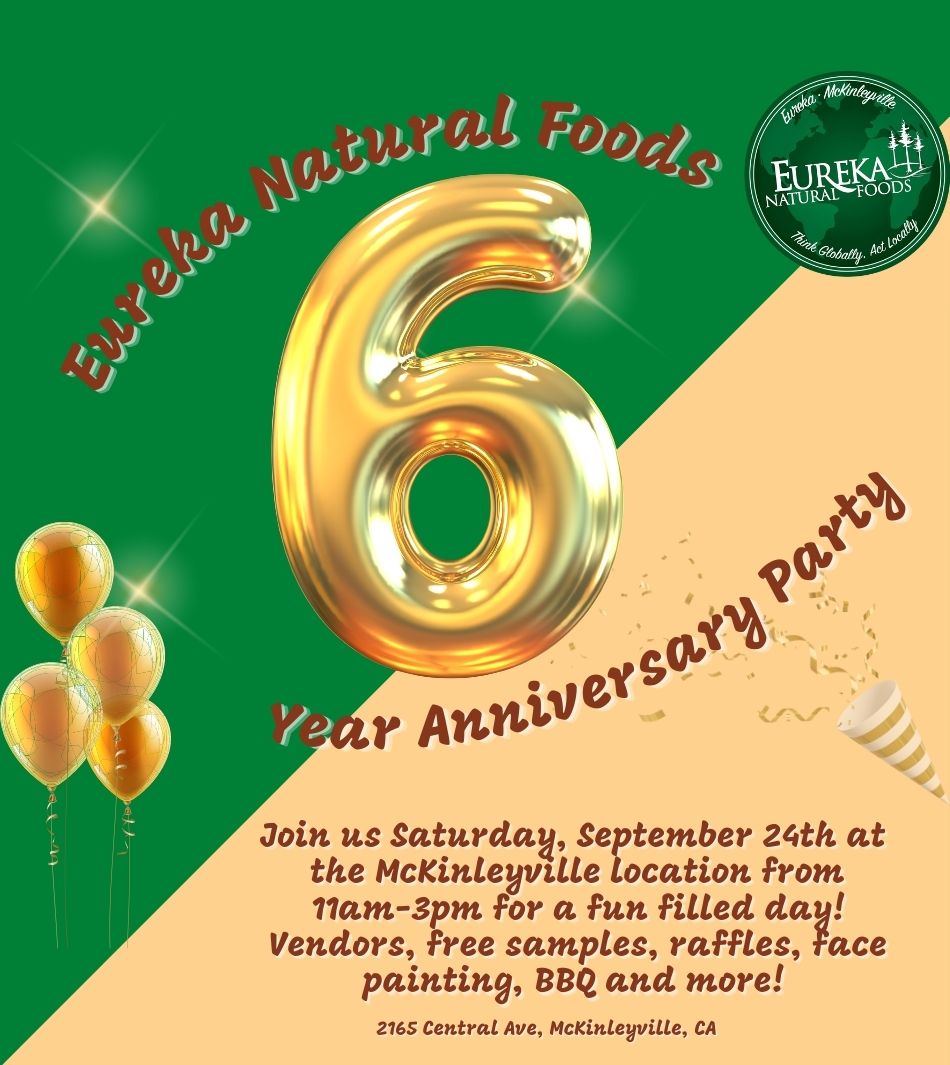 Eureka Natural Foods
Eureka · McKinleyville
EUREKA
NATURAL FOODS
Think Globally, Act Locally
6
Year Anniversary Party
Join us Saturday, September 24th at
the McKinleyville location from
11am-3pm for a fun filled day!
Vendors, free samples, raffles, face
painting, BBQ and more!
2165 Central Ave, McKinleyville, CA